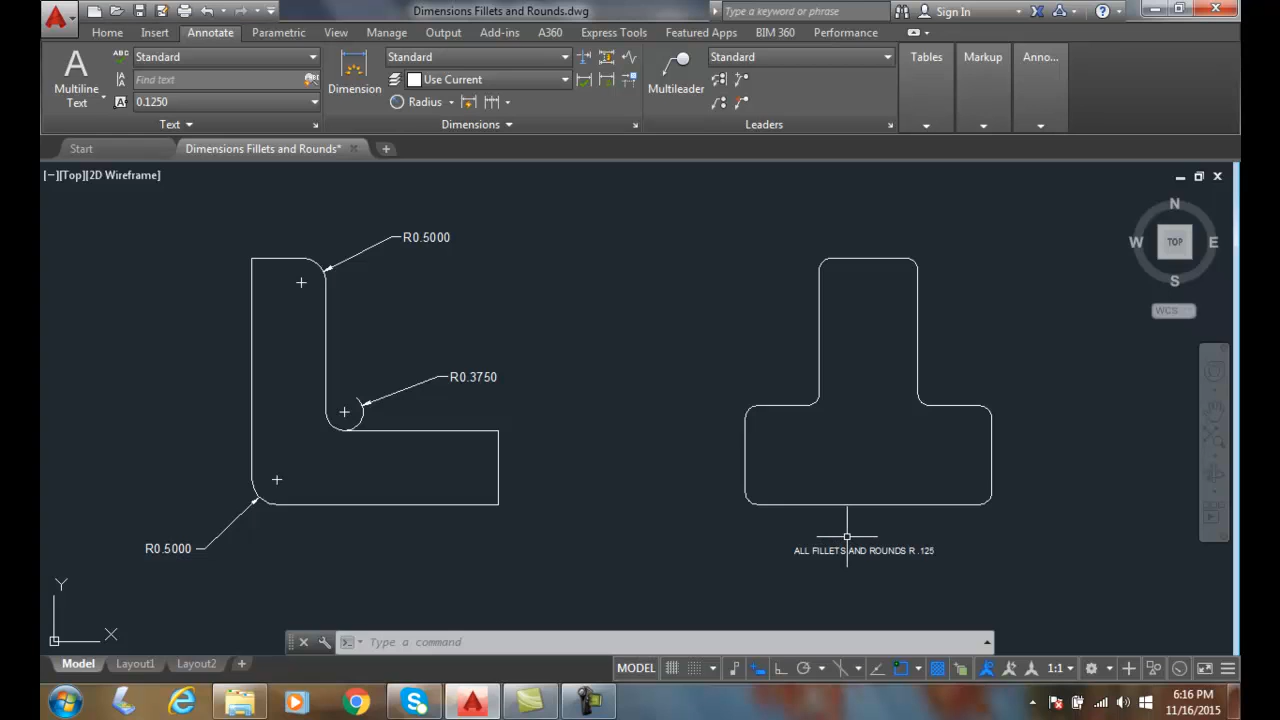 Dimensions Fillets and Rounds.dwg
Type a keyword or phrase
Sign In
Home Insert Annotate Parametric View Manage Output Add-ins A360 Express Tools Featured Apps BIM 360 Performance
Standard Standard Standard Tables Markup Anno...
Find text Use Current
Multiline Text Dimension Multileader
0.1250 Radius
Text Dimensions Leaders
Start Dimensions Fillets and Rounds*
[−][Top][2D Wireframe]
N
W TOP E
S
WCS
R0.5000
R0.3750
R0.5000
ALL FILLETS AND ROUNDS R .125
Y
X
Type a command
Model Layout1 Layout2 MODEL 1:1
6:16 PM
11/16/2015